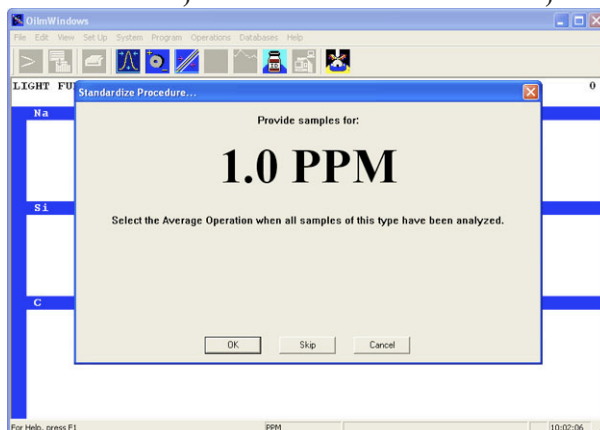 OilmWindows
File Edit View Set Up System Program Operations Databases Help
LIGHT FU
0
Standardize Procedure...
Provide samples for:
1.0 PPM
Select the Average Operation when all samples of this type have been analyzed.
Na
Si
C
OK Skip Cancel
For Help, press F1 PPM 10:02:06